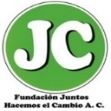 JC
Fundación Juntos
Hacemos el Cambio A. C.